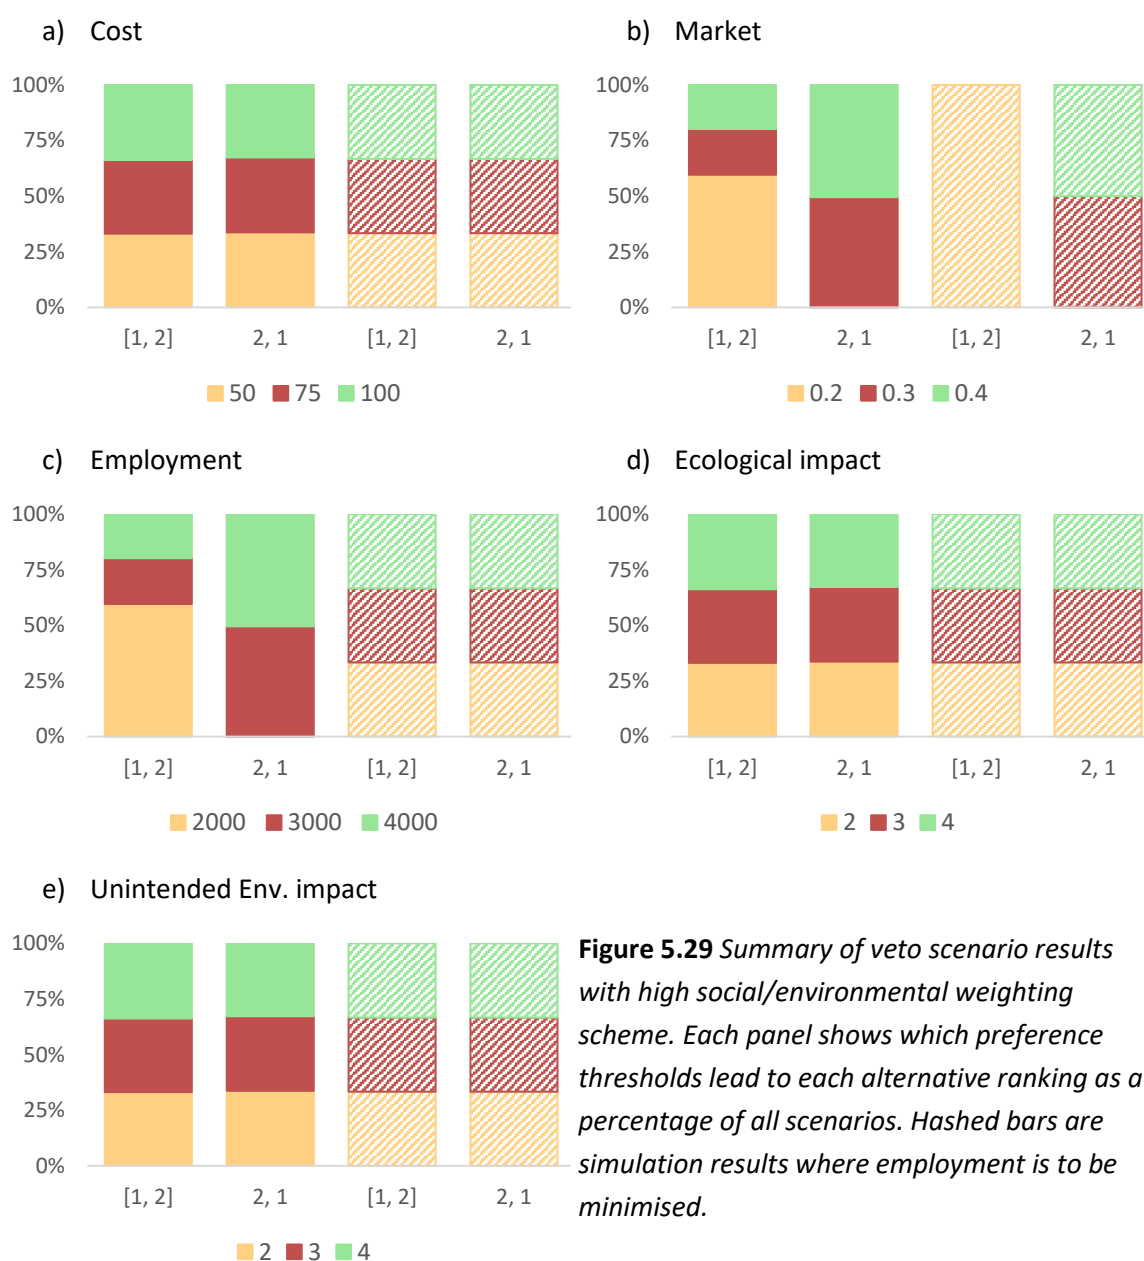 a) Cost
100%
75%
50%
25%
0%
[1, 2] 2, 1 [1, 2] 2, 1
50 75 100
b) Market
100%
75%
50%
25%
0%
[1, 2] 2, 1 [1, 2] 2, 1
0.2 0.3 0.4
c) Employment
100%
75%
50%
25%
0%
[1, 2] 2, 1 [1, 2] 2, 1
2000 3000 4000
d) Ecological impact
100%
75%
50%
25%
0%
[1, 2] 2, 1 [1, 2] 2, 1
2 3 4
e) Unintended Env. impact
100%
75%
50%
25%
0%
[1, 2] 2, 1 [1, 2] 2, 1
2 3 4
Figure 5.29 Summary of veto scenario results
with high social/environmental weighting
scheme. Each panel shows which preference
thresholds lead to each alternative ranking as a
percentage of all scenarios. Hashed bars are
simulation results where employment is to be
minimised.